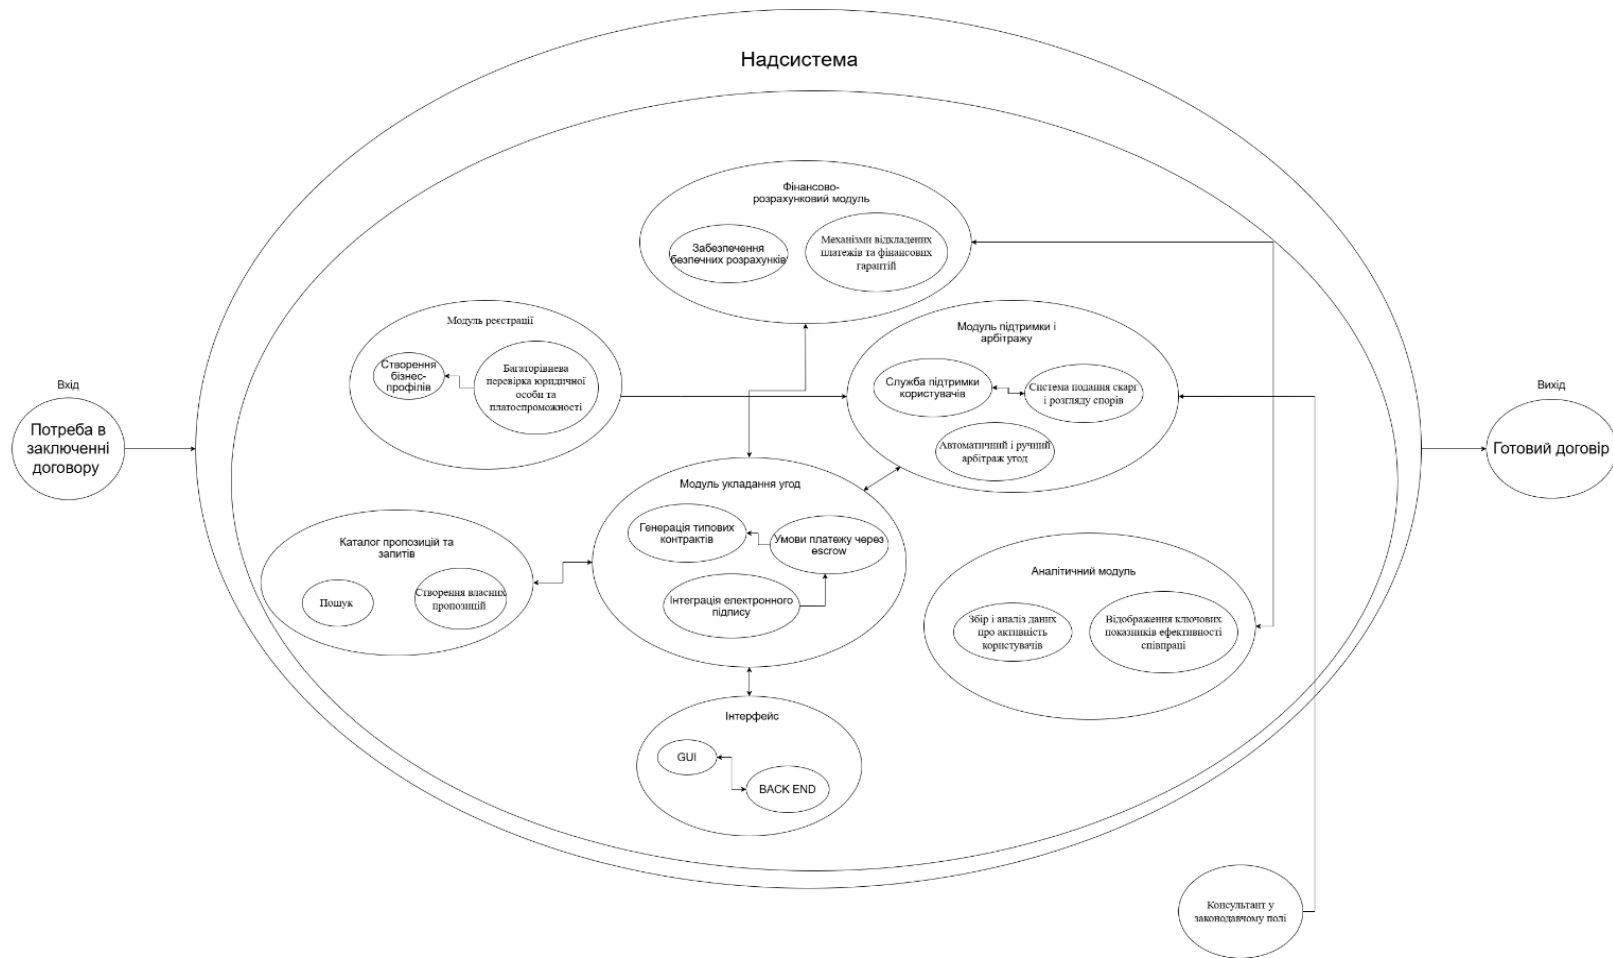 Надсистема
Фінансово-
розрахунковий модуль
Забезпечення
безпечних розрахунків
Механізми відкладених
платежів та фінансових
гарантій
Модуль реєстрації
Створення
бізнес-
профілів
Багаторівнева
перевірка юридичної
особи та
платоспроможності
Модуль підтримки і
арбітражу
Служба підтримки
користувачів
Система подання скарг
і розгляду спорів
Автоматичний і ручний
арбітраж угод
Вхід
Потреба в
заключенні
договору
Вихід
Готовий договір
Модуль укладання угод
Генерація типових
контрактів
Умови платежу через
escrow
Інтеграція електронного
підпису
Каталог пропозицій та
запитів
Пошук
Створення власних
пропозицій
Аналітичний модуль
Збір і аналіз даних
про активність
користувачів
Відображення ключових
показників ефективності
співпраці
Інтерфейс
GUI
BACK END
Консультант у
законодавчому полі